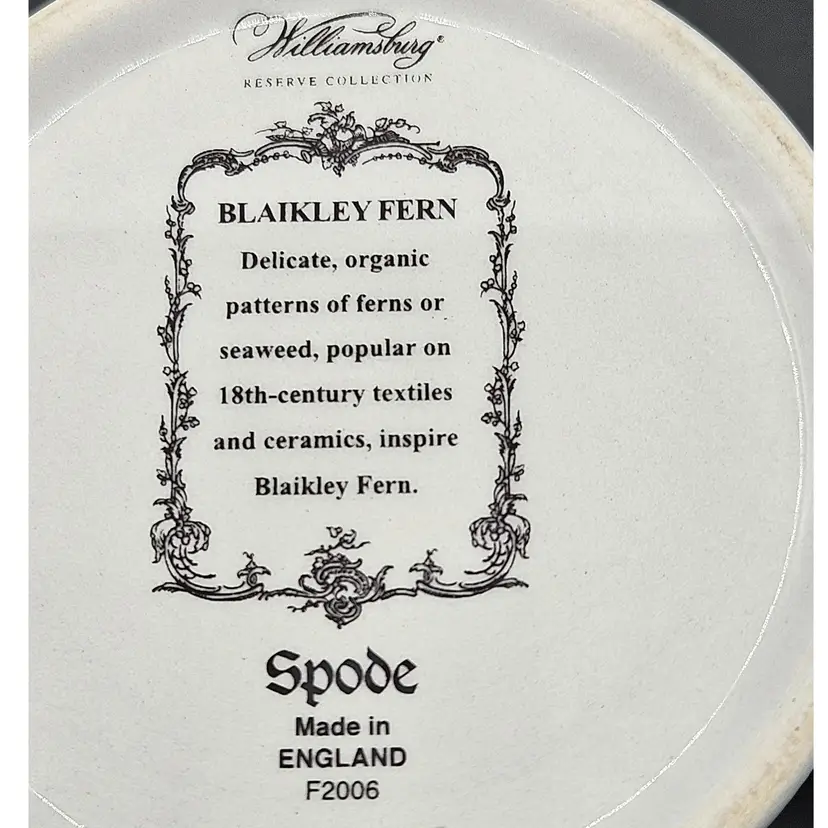 Williamsburg®
RESERVE COLLECTION
BLAIKLEY FERN
Delicate, organic
patterns of ferns or
seaweed, popular on
18th-century textiles
and ceramics, inspire
Blaikley Fern.
Spode
Made in
ENGLAND
F2006